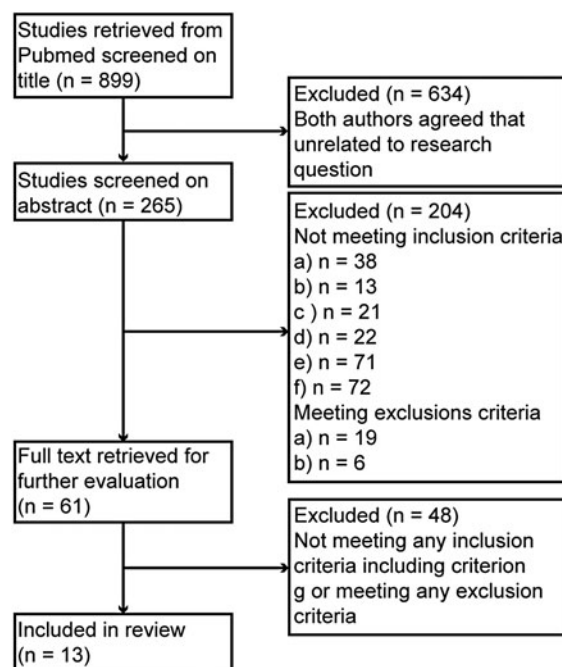 Studies retrieved from
Pubmed screened on
title (n = 899)
Excluded (n = 634)
Both authors agreed that
unrelated to research
question
Studies screened on
abstract (n = 265)
Excluded (n = 204)
Not meeting inclusion criteria
a) n = 38
b) n = 13
c ) n = 21
d) n = 22
e) n = 71
f) n = 72
Meeting exclusions criteria
a) n = 19
b) n = 6
Full text retrieved for
further evaluation
(n = 61)
Excluded (n = 48)
Not meeting any inclusion
criteria including criterion
g or meeting any exclusion
criteria
Included in review
(n = 13)